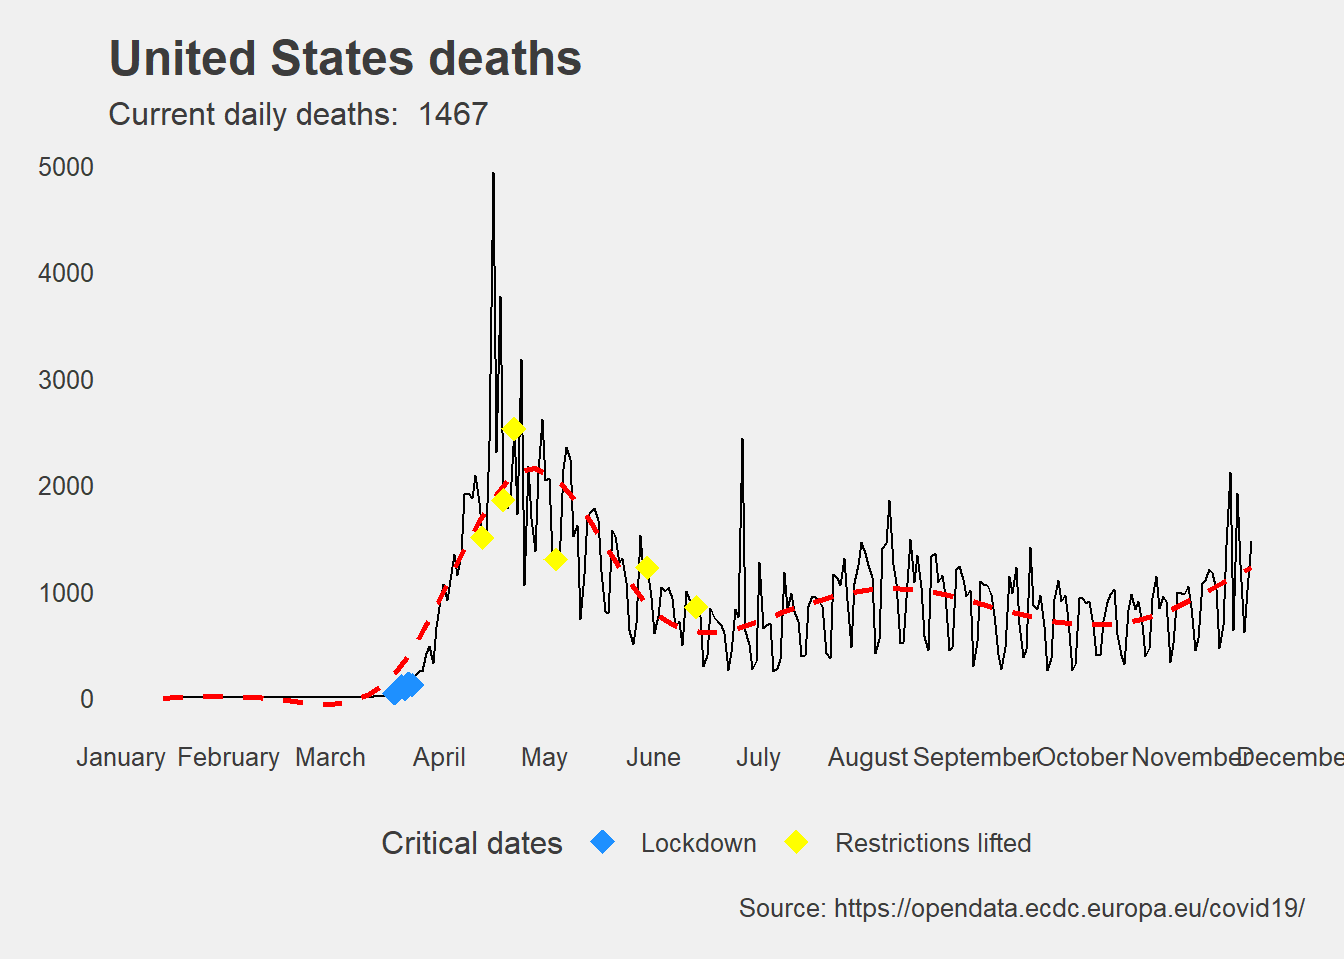 United States deaths
Current daily deaths:  1467
5000
4000
3000
2000
1000
0
January February March April May June July August September October November December
Critical dates Lockdown Restrictions lifted
Source: https://opendata.ecdc.europa.eu/covid19/